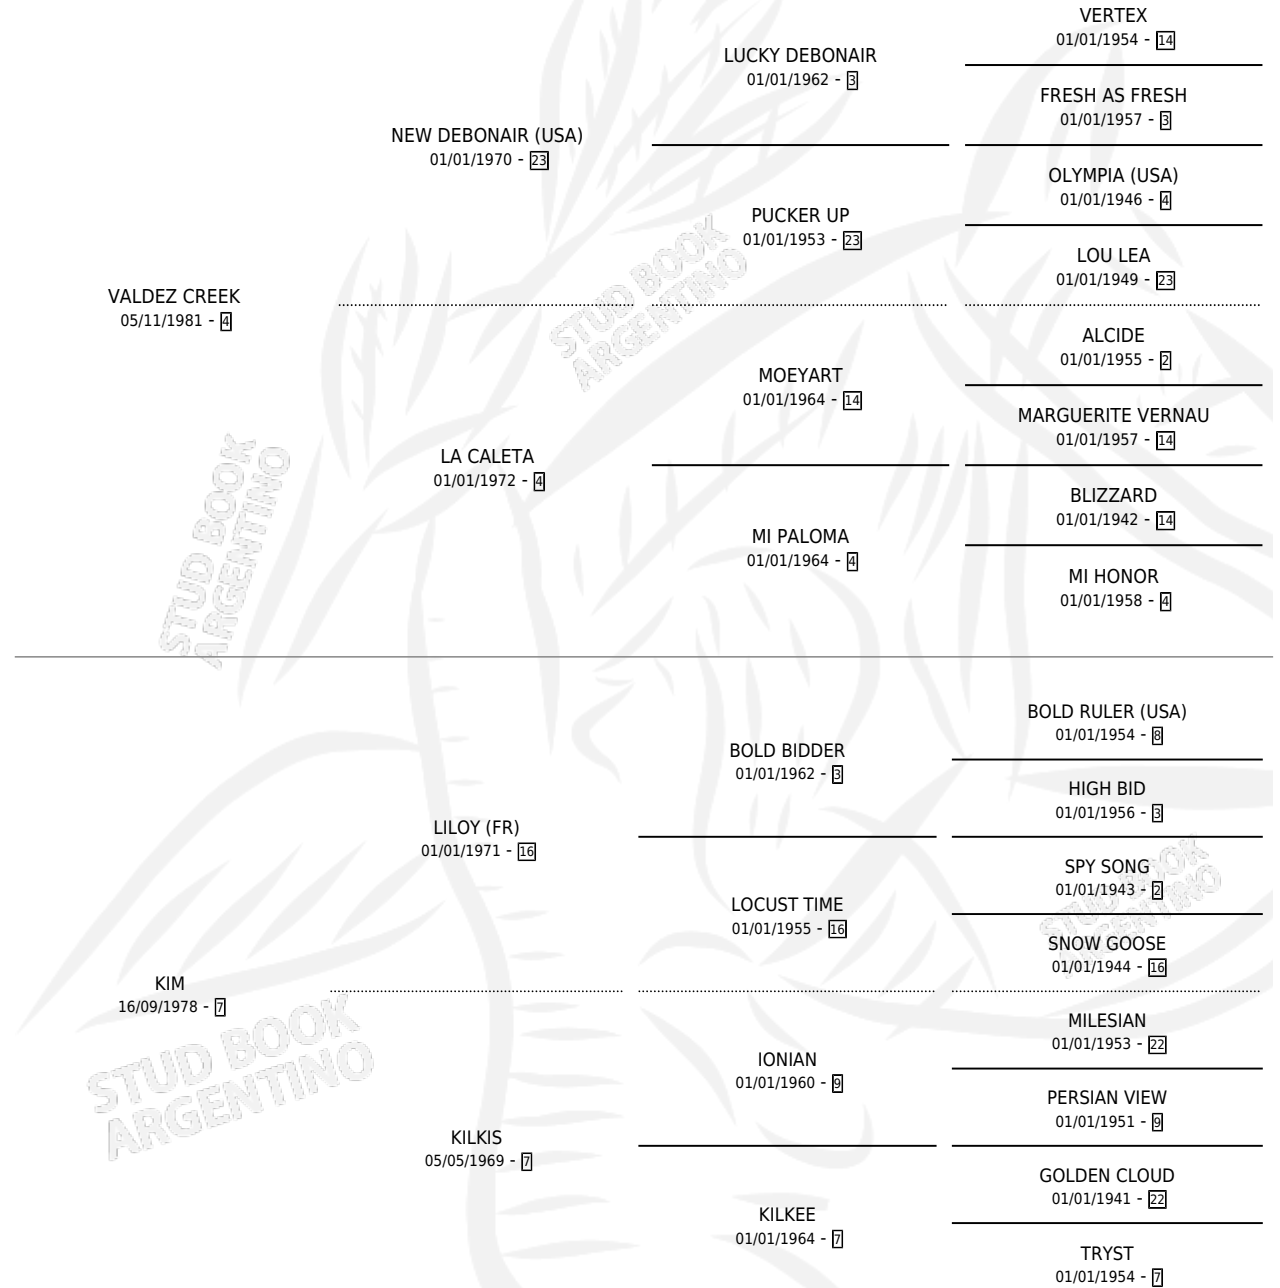 VERTEX
01/01/1954 - 14
LUCKY DEBONAIR
01/01/1962 - 3
FRESH AS FRESH
01/01/1957 - 3
NEW DEBONAIR (USA)
01/01/1970 - 23
OLYMPIA (USA)
01/01/1946 - 4
PUCKER UP
01/01/1953 - 23
LOU LEA
01/01/1949 - 23
VALDEZ CREEK
05/11/1981 - 4
STUD BOOK
ARGENTINO
ALCIDE
01/01/1955 - 2
MOEYART
01/01/1964 - 14
MARGUERITE VERNAU
01/01/1957 - 14
LA CALETA
01/01/1972 - 4
BLIZZARD
01/01/1942 - 14
MI PALOMA
01/01/1964 - 4
MI HONOR
01/01/1958 - 4
STUD BOOK
ARGENTINO
BOLD RULER (USA)
01/01/1954 - 8
BOLD BIDDER
01/01/1962 - 3
HIGH BID
01/01/1956 - 3
LILOY (FR)
01/01/1971 - 16
SPY SONG
01/01/1943 - 2
LOCUST TIME
01/01/1955 - 16
SNOW GOOSE
01/01/1944 - 16
STUD BOOK
ARGENTINO
KIM
16/09/1978 - 7
MILESIAN
01/01/1953 - 22
IONIAN
01/01/1960 - 9
PERSIAN VIEW
01/01/1951 - 9
STUD BOOK
ARGENTINO
KILKIS
05/05/1969 - 7
GOLDEN CLOUD
01/01/1941 - 22
KILKEE
01/01/1964 - 7
TRYST
01/01/1954 - 7